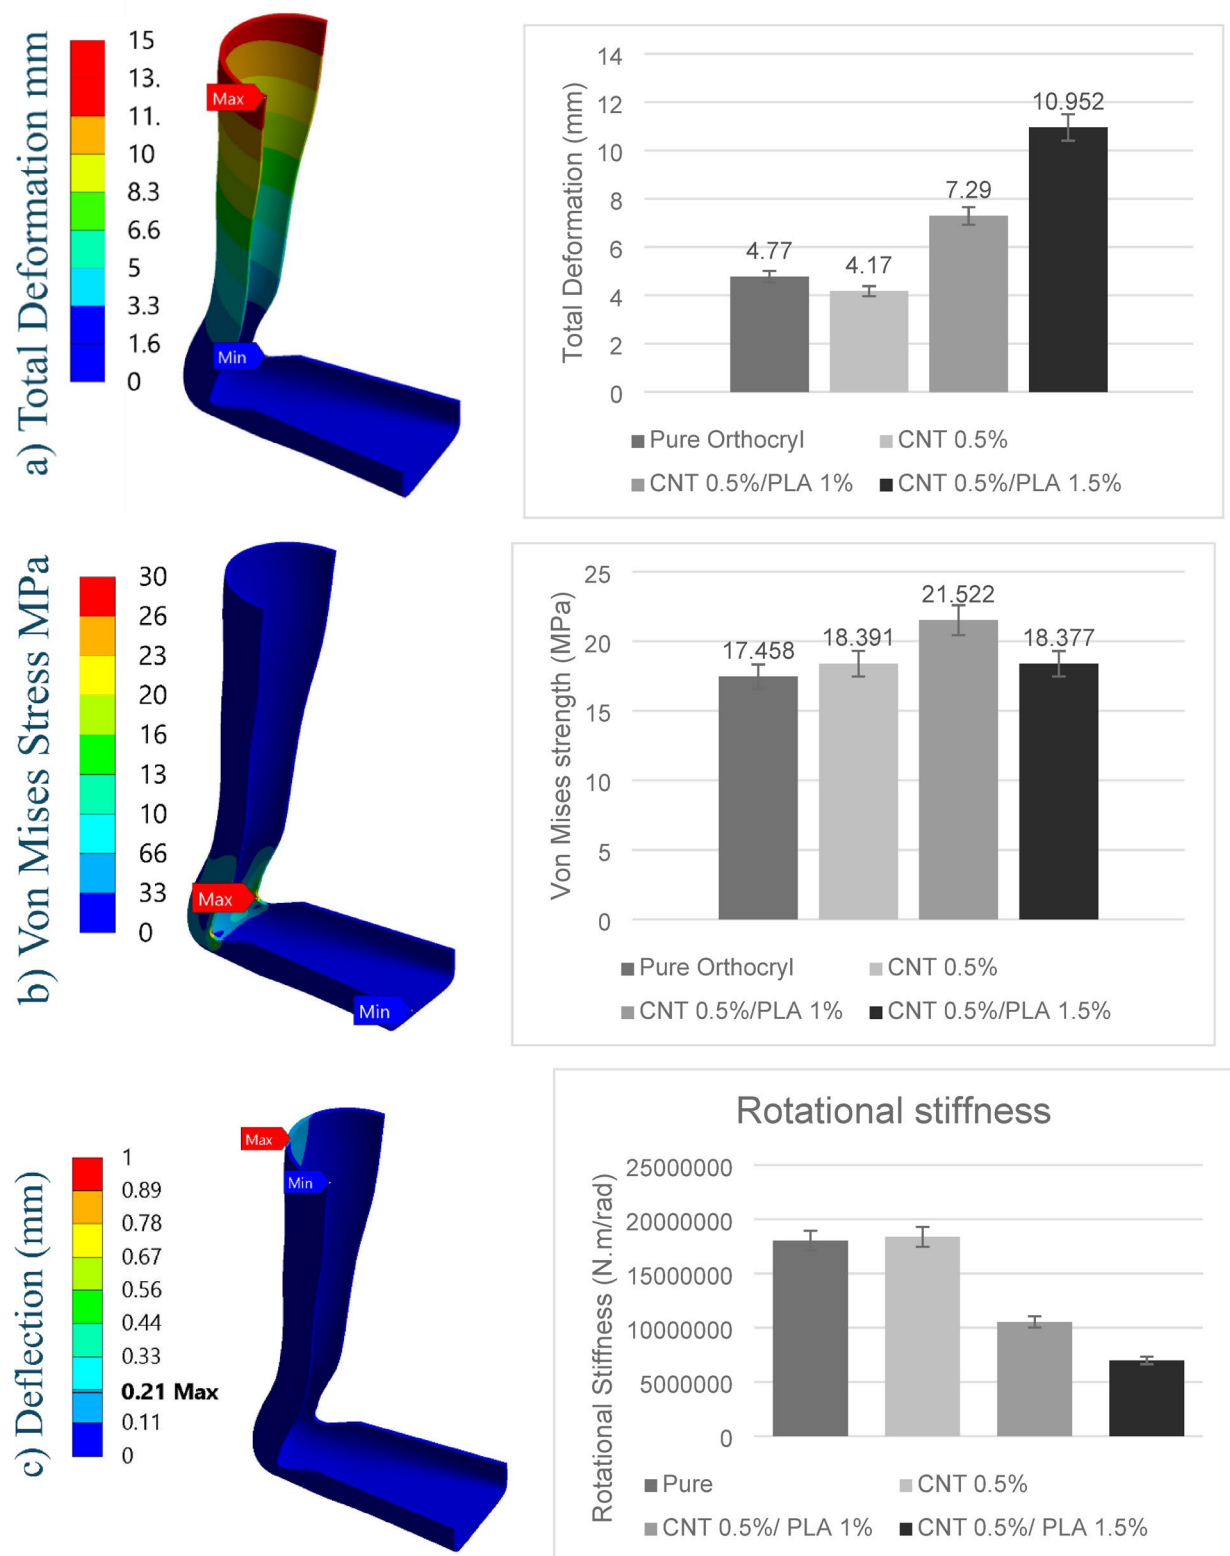 a) Total Deformation mm
15
13.
11.
10
8.3
6.6
5
3.3
1.6
0
Max
Min
Total Deformation (mm)
14
12
10
8
6
4
2
0
4.77
4.17
7.29
10.952
Pure Orthocryl
CNT 0.5%
CNT 0.5%/PLA 1%
CNT 0.5%/PLA 1.5%
b) Von Mises Stress MPa
30
26
23
20
16
13
10
66
33
0
Max
Min
Von Mises strength (MPa)
25
20
15
10
5
0
17.458
18.391
21.522
18.377
Pure Orthocryl
CNT 0.5%
CNT 0.5%/PLA 1%
CNT 0.5%/PLA 1.5%
c) Deflection (mm)
1
0.89
0.78
0.67
0.56
0.44
0.33
0.21 Max
0.11
0
Max
Min
Rotational stiffness
Rotational Stiffness (N.m/rad)
25000000
20000000
15000000
10000000
5000000
0
Pure
CNT 0.5%
CNT 0.5%/ PLA 1%
CNT 0.5%/ PLA 1.5%